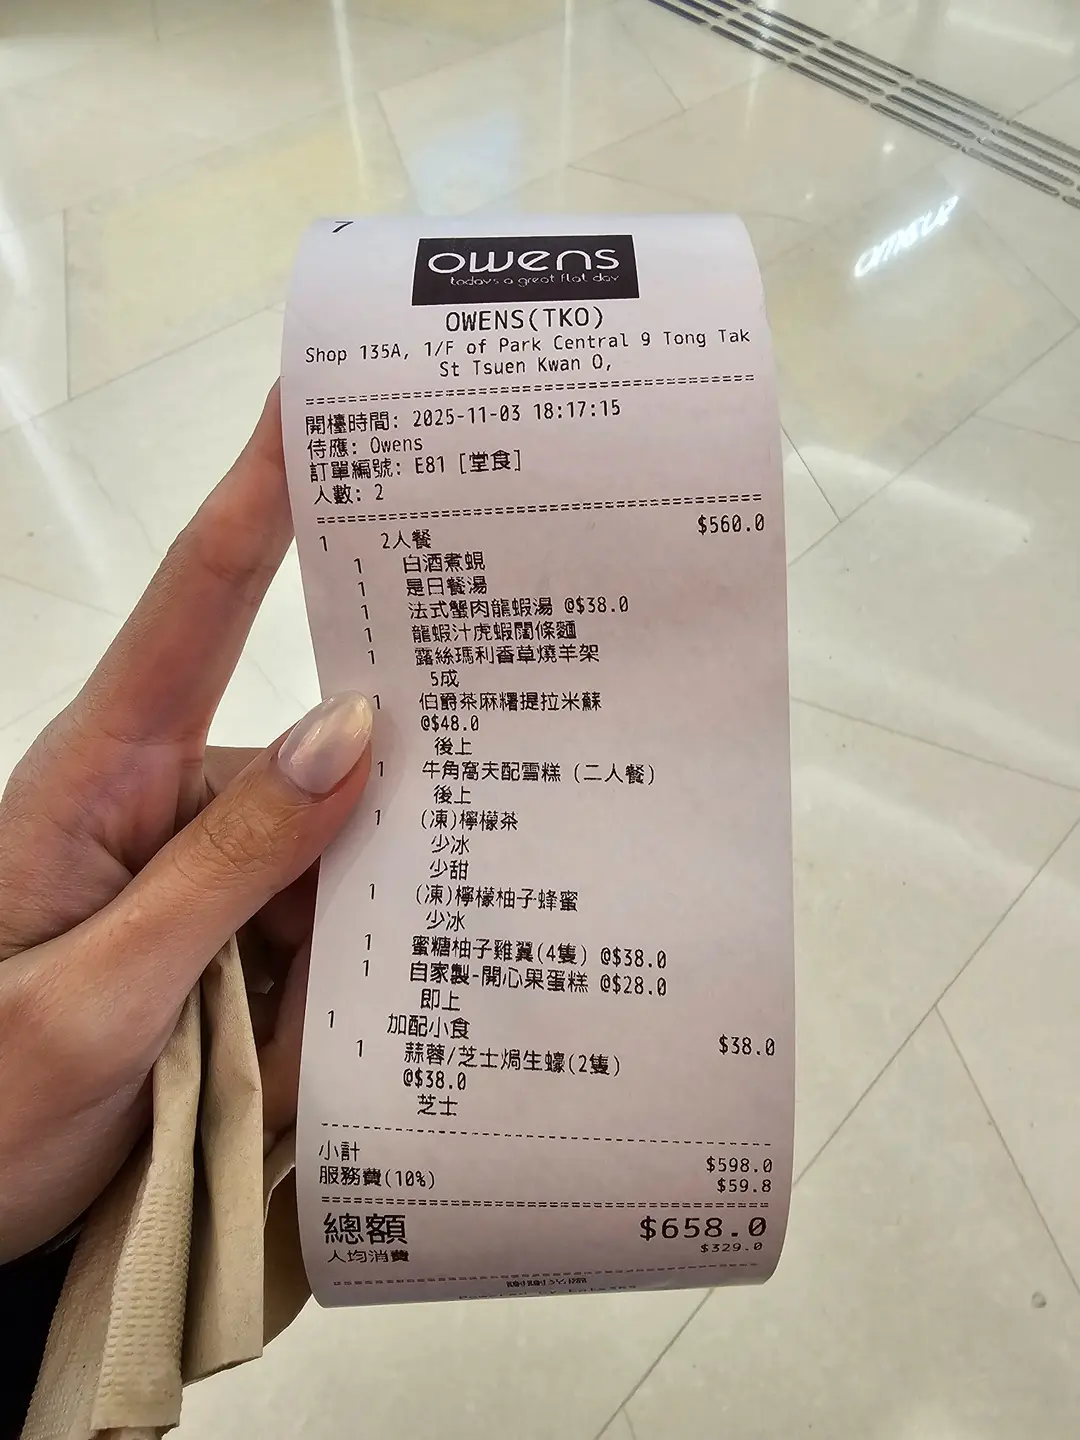 7
owens
todays a great flat day
OWENS(TKO)
Shop 135A, 1/F of Park Central 9 Tong Tak
St Tsuen Kwan O,
開檯時間: 2025-11-03 18:17:15
侍應: Owens
訂單編號: E81 [堂食]
人數: 2
1 2人餐 $560.0
1 白酒煮蜆
1 是日餐湯
1 法式蟹肉龍蝦湯 @$38.0
1 龍蝦汁虎蝦闊條麵
1 露絲瑪利香草燒羊架
5成
1 伯爵茶麻糬提拉米蘇
@$48.0
後上
1 牛角窩夫配雪糕 (二人餐)
後上
1 (凍)檸檬茶
少冰
少甜
1 (凍)檸檬柚子蜂蜜
少冰
1 蜜糖柚子雞翼(4隻) @$38.0
1 自家製-開心果蛋糕 @$28.0
即上
1 加配小食 $38.0
1 蒜蓉/芝士焗生蠔(2隻)
@$38.0
芝士
小計 $598.0
服務費(10%) $59.8
總額 $658.0
人均消費 $329.0